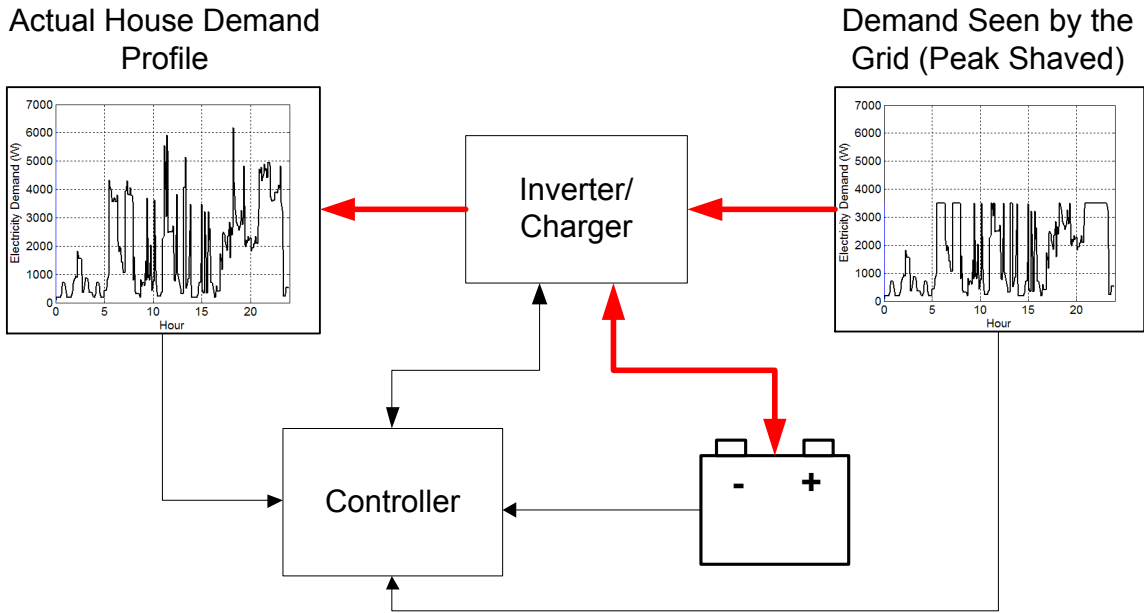 Actual House Demand
Profile
Demand Seen by the
Grid (Peak Shaved)
7000
6000
5000
4000
3000
2000
1000
0
Electricity Demand (W)
0 5 10 15 20
Hour
Inverter/
Charger
7000
6000
5000
4000
3000
2000
1000
0
Electricity Demand (W)
0 5 10 15 20
Hour
Controller
- +